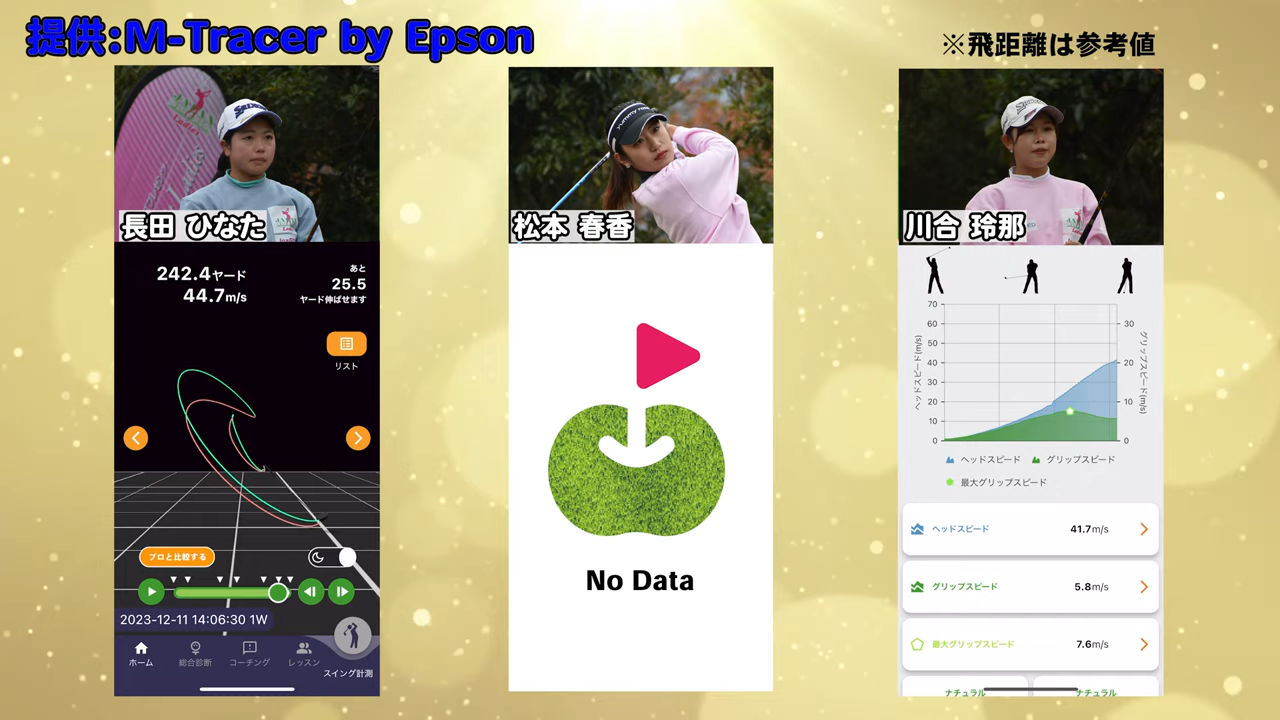 提供:M-Tracer by Epson
※飛距離は参考値
SRIXON
長田 ひなた
242.4ヤード
44.7m/s
あと
25.5
ヤード伸ばせます
リスト
プロと比較する
2023-12-11 14:06:30 1W
ホーム
総合診断
コーチング
レッスン
スイング計測
松本 春香
No Data
川合 玲那
70
60
50
40
30
20
10
0
ヘッドスピード(m/s)
30
20
10
0
グリップスピード(m/s)
ヘッドスピード
グリップスピード
最大グリップスピード
ヘッドスピード 41.7m/s
グリップスピード 5.8m/s
最大グリップスピード 7.6m/s
ナチュラル
ナチュラル